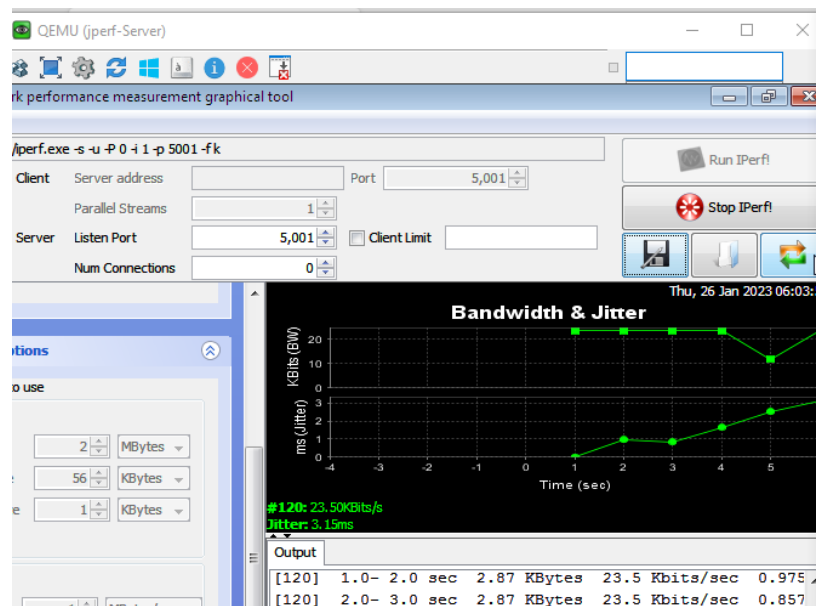 QEMU (jperf-Server)
rk performance measurement graphical tool
/iperf.exe -s -u -P 0 -i 1 -p 5001 -f k
Run IPerf!
Client Server address Port 5,001
Parallel Streams 1
Stop IPerf!
Server Listen Port 5,001 Client Limit
Num Connections 0
Thu, 26 Jan 2023 06:03:
Bandwidth & Jitter
KBits (BW)
20
10
0
ms (Jitter)
3
2
1
0
-4 -3 -2 -1 0 1 2 3 4 5
Time (sec)
#120: 23.50KBits/s
Jitter: 3.15ms
tions
to use
2 MBytes
56 KBytes
e 1 KBytes
Output
[120] 1.0- 2.0 sec 2.87 KBytes 23.5 Kbits/sec 0.975
[120] 2.0- 3.0 sec 2.87 KBytes 23.5 Kbits/sec 0.857